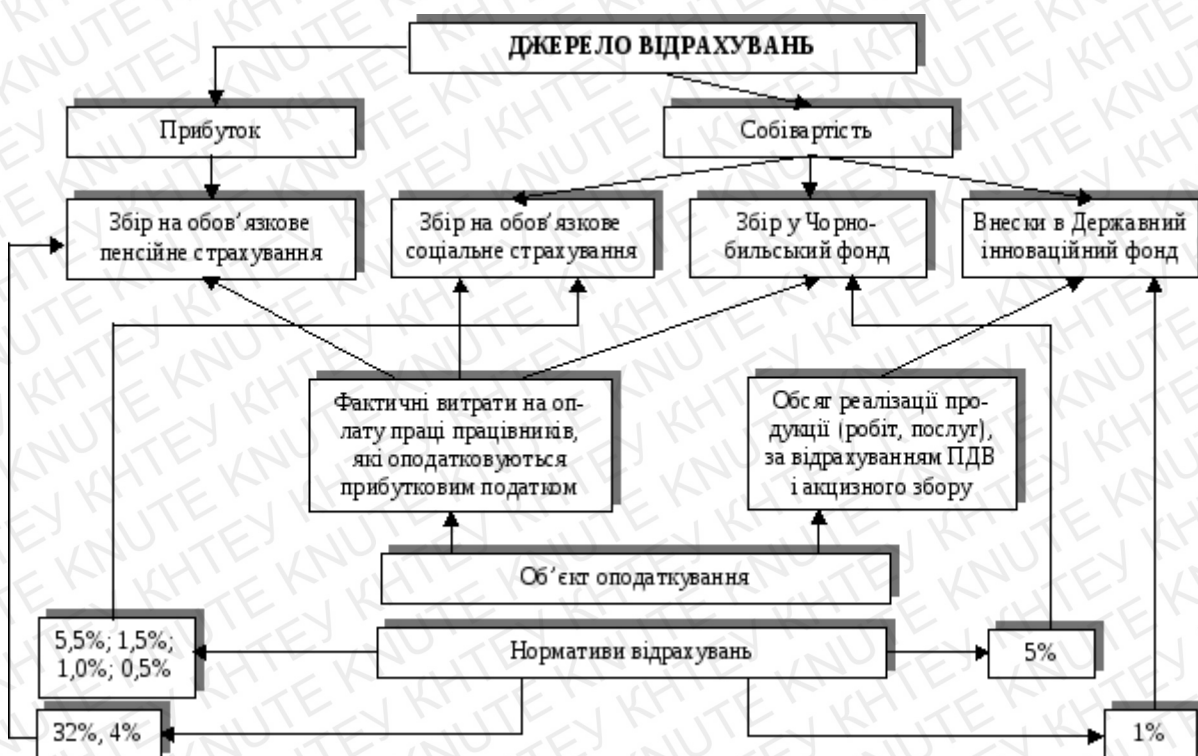 ДЖЕРЕЛО ВІДРАХУВАНЬ
Прибуток
Собівартість
Збір на обов’язкове
пенсійне страхування
Збір на обов’язкове
соціальне страхування
Збір у Чорно-
бильський фонд
Внески в Державний
інноваційний фонд
Фактичні витрати на оп-
лату праці працівників,
які оподатковуються
прибутковим податком
Обсяг реалізації про-
дукції (робіт, послуг),
за відрахуванням ПДВ
і акцизного збору
Об’єкт оподаткування
5,5%; 1,5%;
1,0%; 0,5%
Нормативи відрахувань
5%
32%, 4%
1%